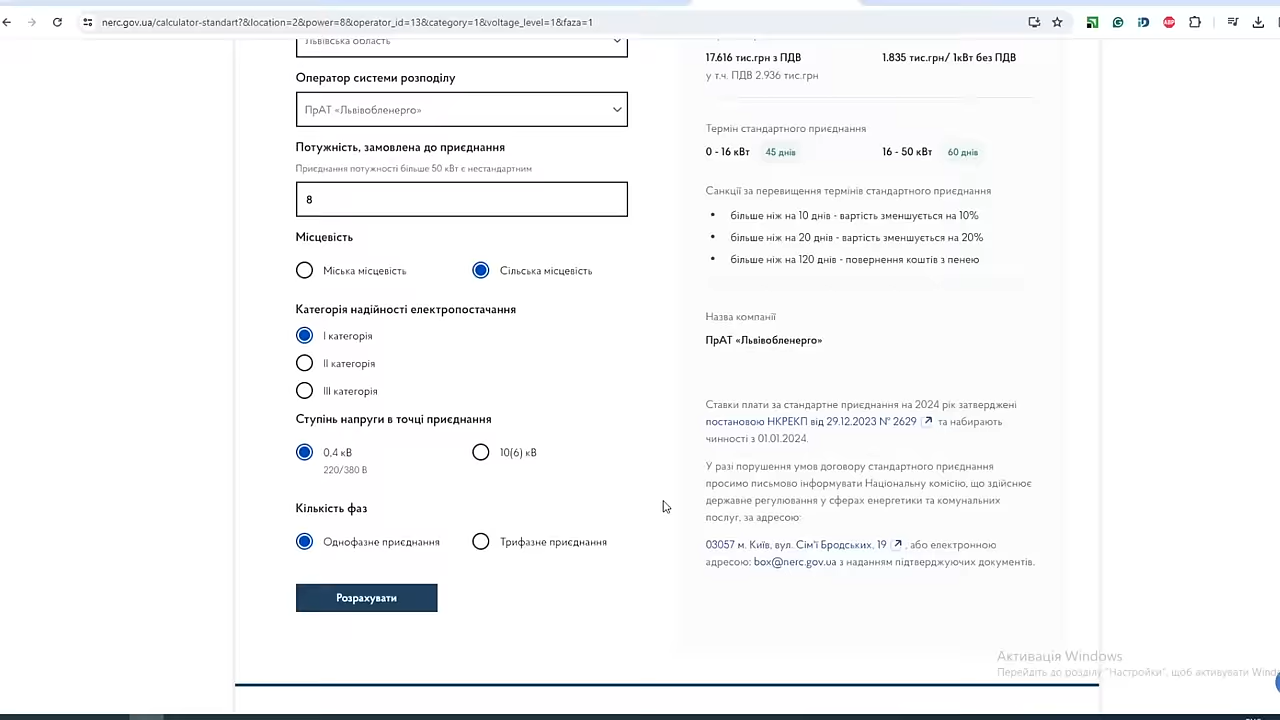 nerc.gov.ua/calculator-standart?&location=2&power=8&operator_id=13&category=1&voltage_level=1&faza=1
Львівська область
Оператор системи розподілу
ПрАТ «Львівобленерго»
Потужність, замовлена до приєднання
Приєднання потужності більше 50 кВт є нестандартним
8
Місцевість
Міська місцевість
Сільська місцевість
Категорія надійності електропостачання
I категорія
II категорія
III категорія
Ступінь напруги в точці приєднання
0,4 кВ
220/380 В
10(6) кВ
Кількість фаз
Однофазне приєднання
Трифазне приєднання
Розрахувати
17.616 тис.грн з ПДВ
1.835 тис.грн/ 1кВт без ПДВ
у т.ч. ПДВ 2.936 тис.грн
Термін стандартного приєднання
0 - 16 кВт 45 днів
16 - 50 кВт 60 днів
Санкції за перевищення термінів стандартного приєднання
• більше ніж на 10 днів - вартість зменшується на 10%
• більше ніж на 20 днів - вартість зменшується на 20%
• більше ніж на 120 днів - повернення коштів з пенею
Назва компанії
ПрАТ «Львівобленерго»
Ставки плати за стандартне приєднання на 2024 рік затверджені
постановою НКРЕКП від 29.12.2023 № 2629 та набирають
чинності з 01.01.2024.
У разі порушення умов договору стандартного приєднання
просимо письмово інформувати Національну комісію, що здійснює
державне регулювання у сферах енергетики та комунальних
послуг, за адресою:
03057 м. Київ, вул. Сім'ї Бродських, 19 , або електронною
адресою: box@nerc.gov.ua з наданням підтверджуючих документів.
Активація Windows
Перейдіть до розділу "Настройки", щоб активувати Wind